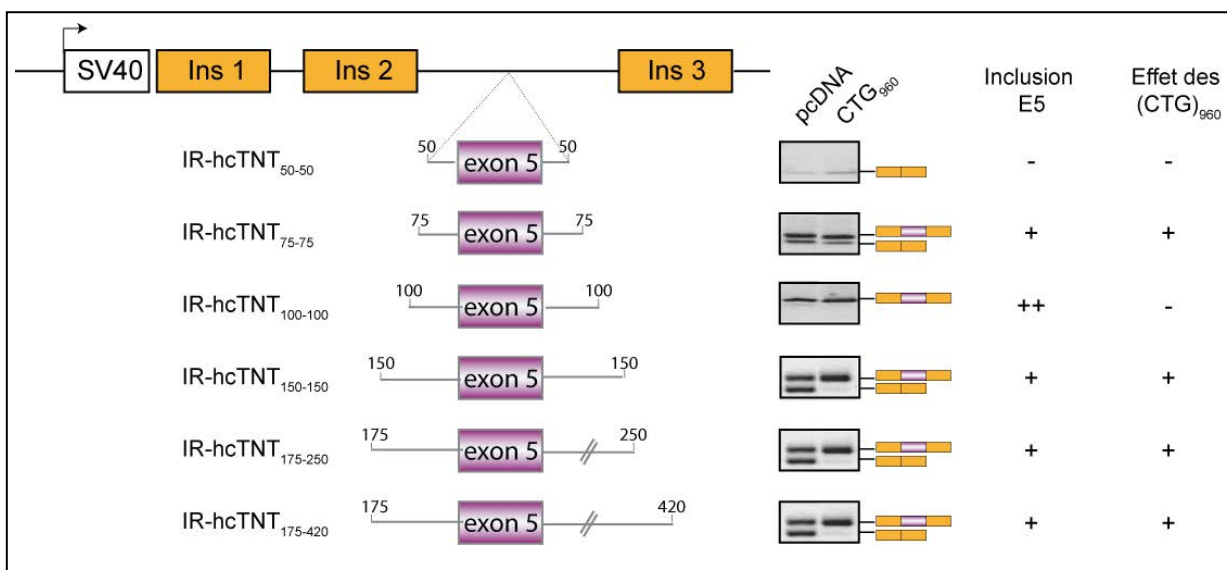 SV40 Ins 1 Ins 2 Ins 3
pcDNA CTG960
Inclusion E5
Effet des (CTG)960
50 50
IR-hcTNT50-50 exon 5 - -
75 75
IR-hcTNT75-75 exon 5 + +
100 100
IR-hcTNT100-100 exon 5 ++ -
150 150
IR-hcTNT150-150 exon 5 + +
175 250
IR-hcTNT175-250 exon 5 + +
175 420
IR-hcTNT175-420 exon 5 + +